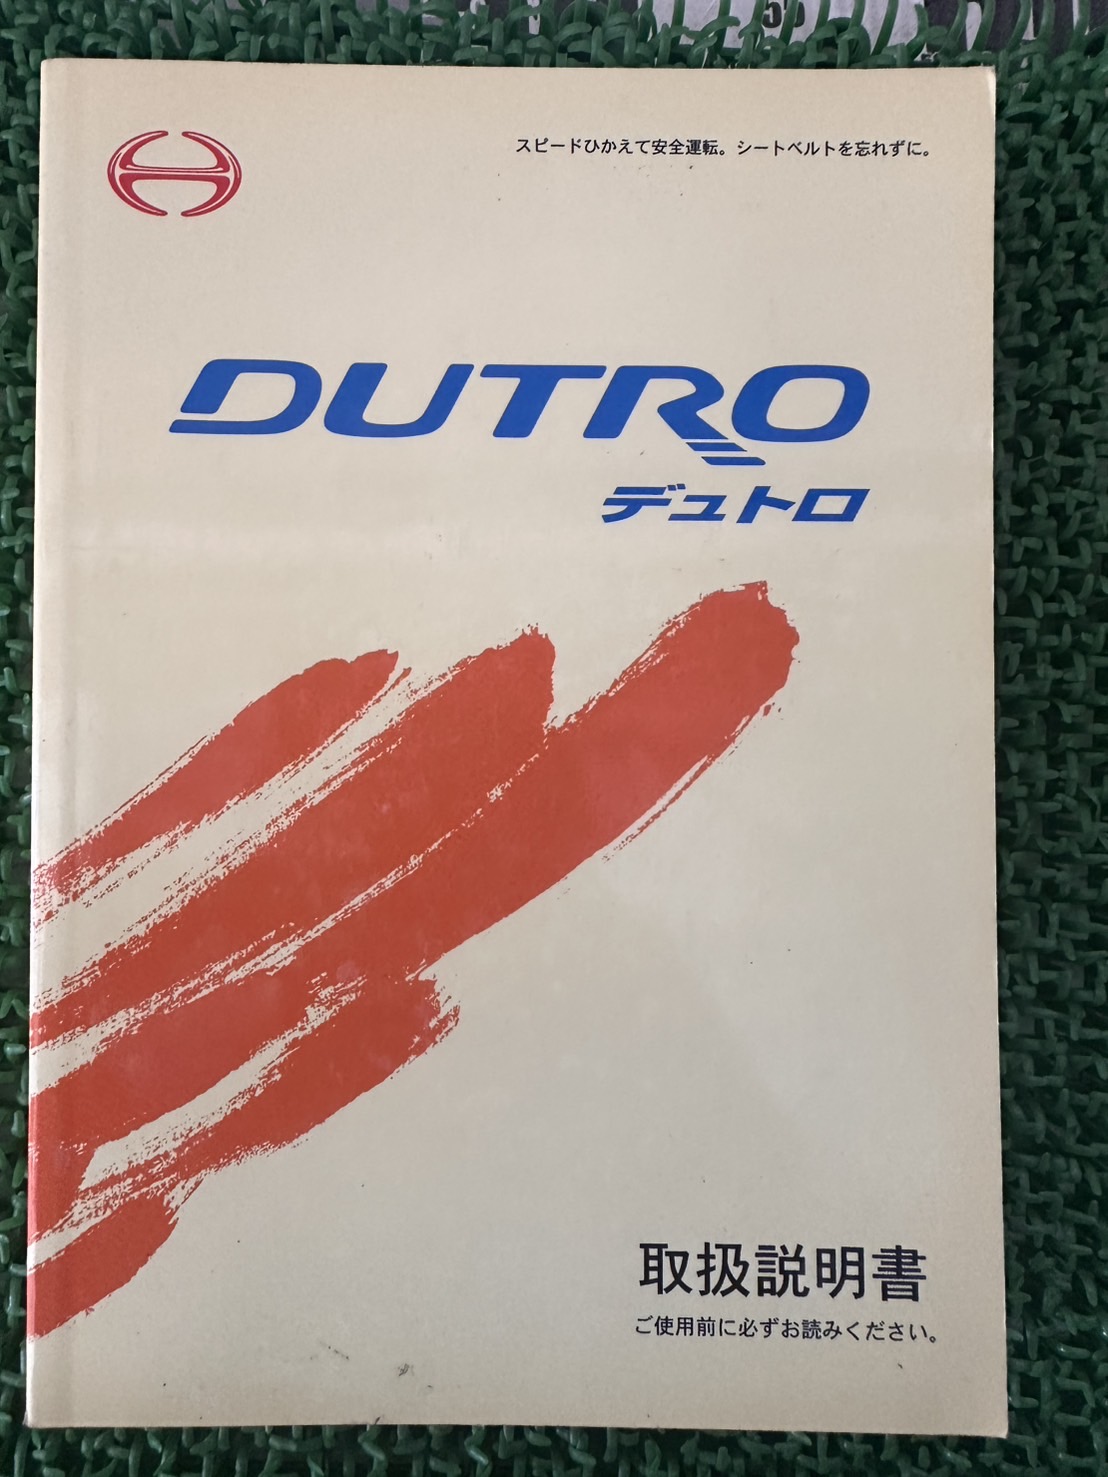 スピードひかえて安全運転。シートベルトを忘れずに。
DUTRO
デュトロ
取扱説明書
ご使用前に必ずお読みください。